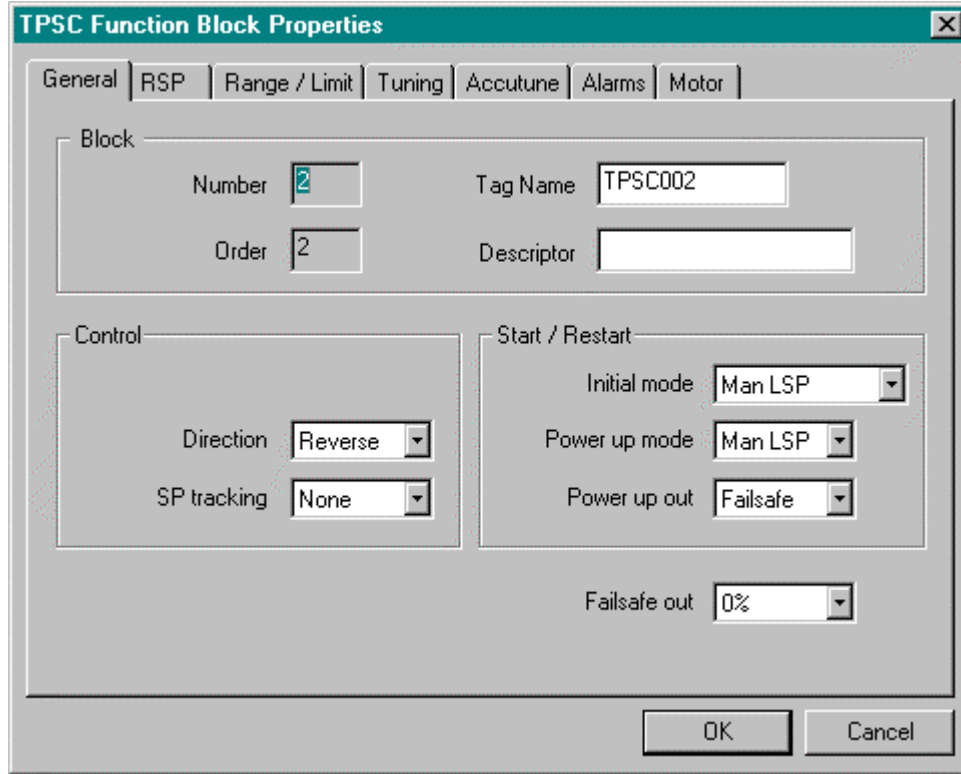 TPSC Function Block Properties
General RSP Range / Limit Tuning Accutune Alarms Motor
Block
Number 2 Tag Name TPSC002
Order 2 Descriptor
Control
Start / Restart
Initial mode Man LSP
Direction Reverse
Power up mode Man LSP
SP tracking None
Power up out Failsafe
Failsafe out 0%
OK Cancel